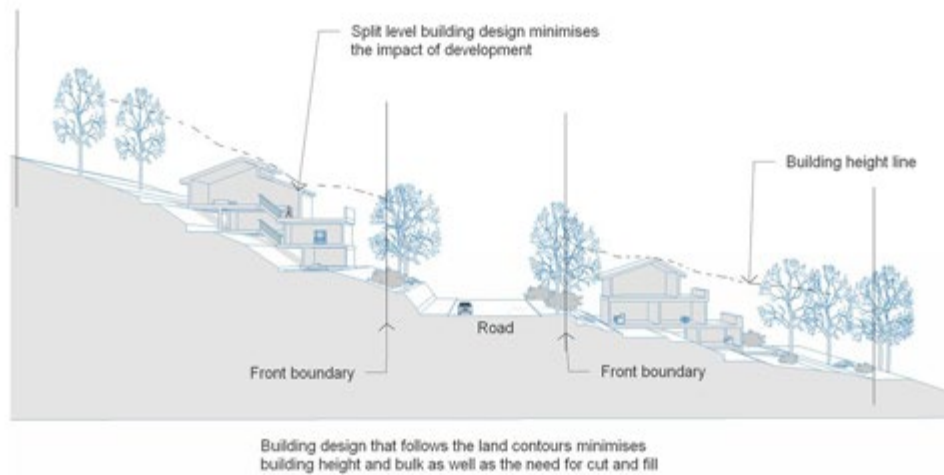 Split level building design minimises
the impact of development
Building height line
Road
Front boundary
Front boundary
Building design that follows the land contours minimises
building height and bulk as well as the need for cut and fill